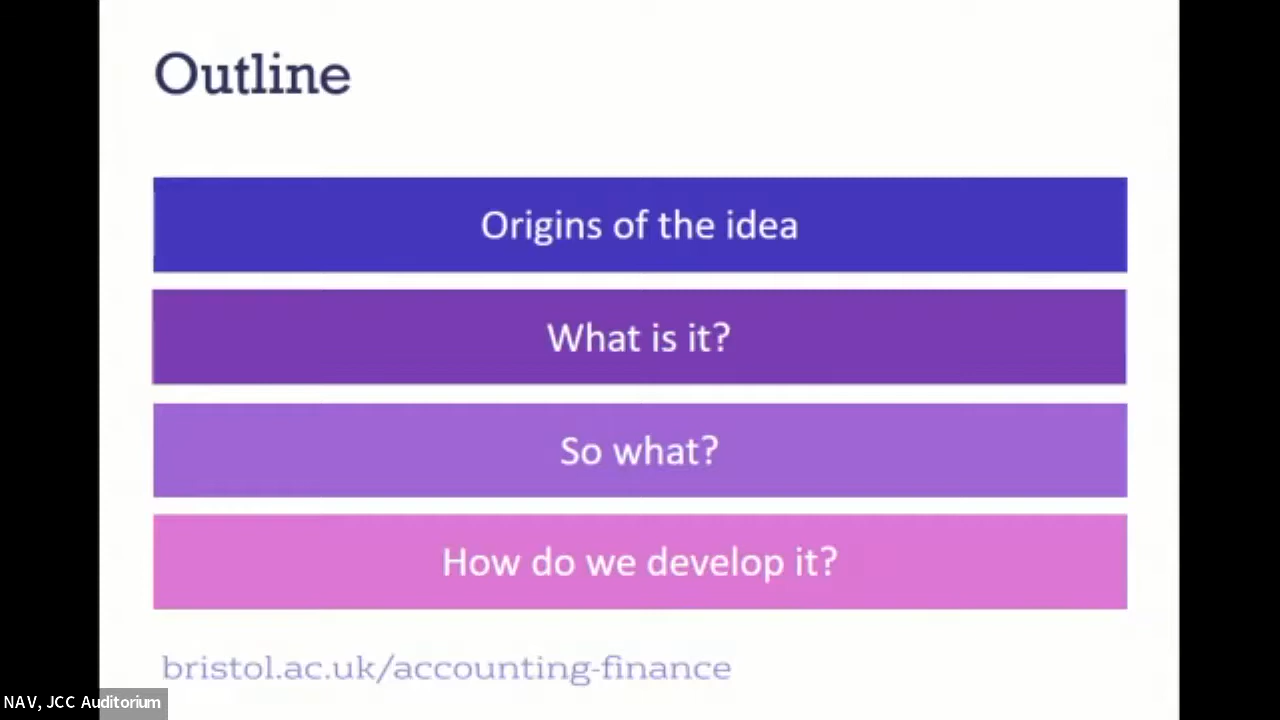 Outline
Origins of the idea
What is it?
So what?
How do we develop it?
bristol.ac.uk/accounting-finance
NAV, JCC Auditorium